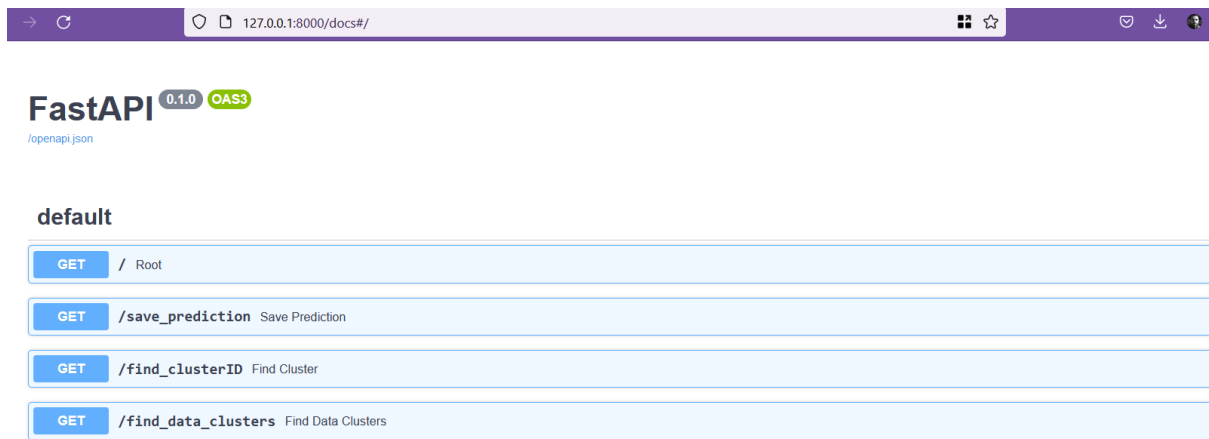 127.0.0.1:8000/docs#/
FastAPI 0.1.0 OAS3
/openapi.json
default
GET / Root
GET /save_prediction Save Prediction
GET /find_clusterID Find Cluster
GET /find_data_clusters Find Data Clusters